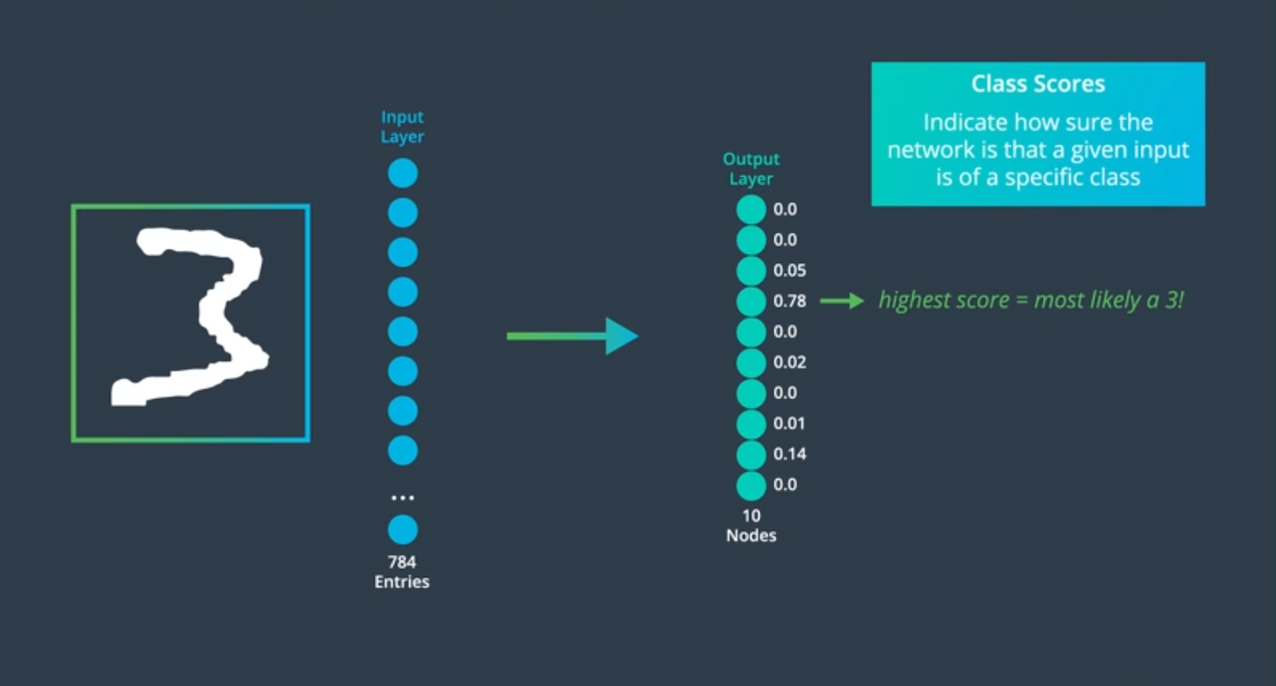 Class Scores
Indicate how sure the
network is that a given input
is of a specific class
Input
Layer
...
784
Entries
Output
Layer
0.0
0.0
0.05
0.78
highest score = most likely a 3!
0.0
0.02
0.0
0.01
0.14
0.0
10
Nodes
3